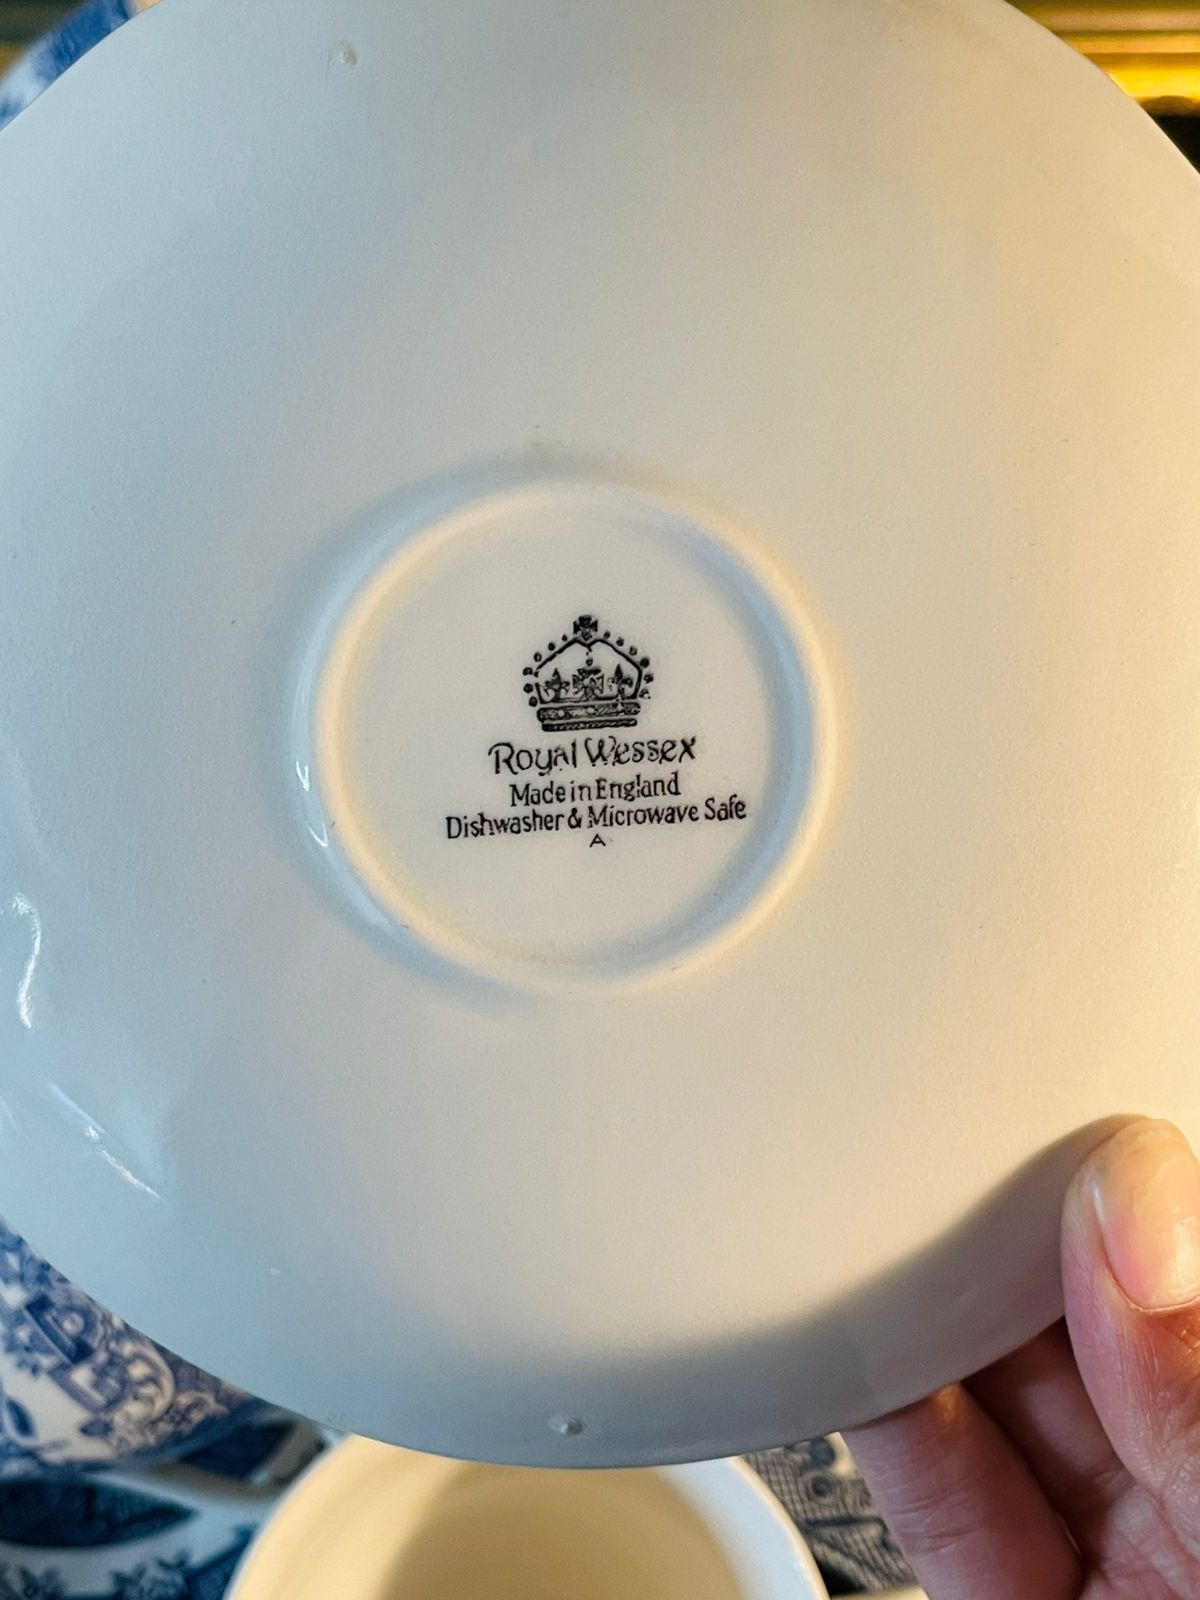 Royal Wessex
Made in England
Dishwasher & Microwave Safe
A